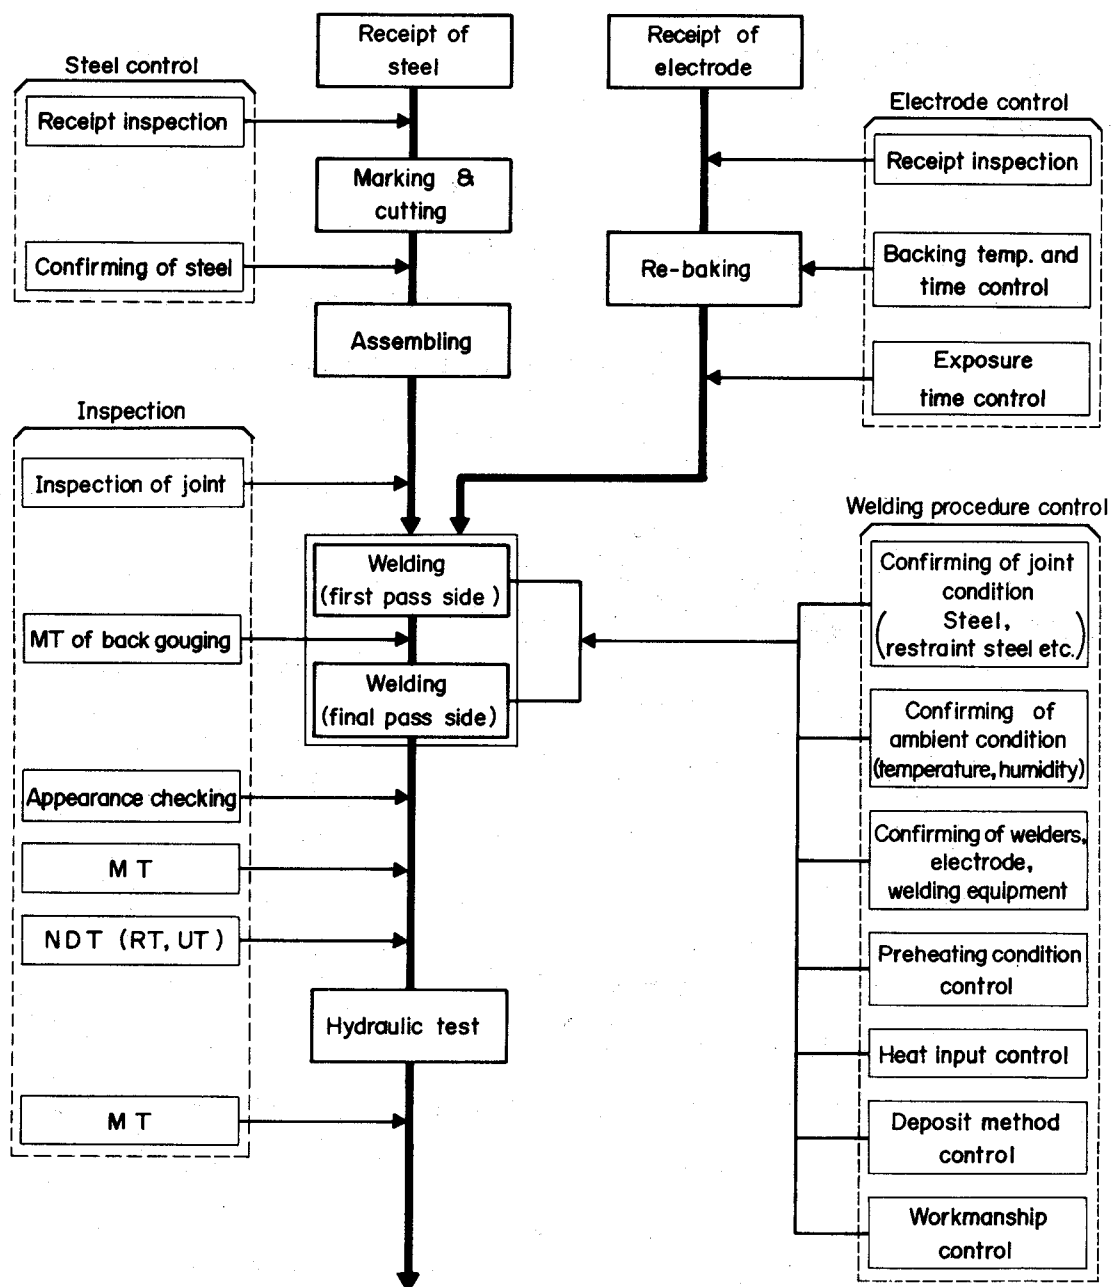 Receipt of
steel
Receipt of
electrode
Steel control
Receipt inspection
Electrode control
Receipt inspection
Marking &
cutting
Confirming of steel
Re-baking
Backing temp. and
time control
Assembling
Exposure
time control
Inspection
Inspection of joint
Welding procedure control
Welding
(first pass side)
Confirming of joint
condition
(Steel,
restraint steel etc.)
MT of back gouging
Welding
(final pass side)
Confirming of
ambient condition
(temperature, humidity)
Appearance checking
Confirming of welders,
electrode,
welding equipment
MT
NDT (RT, UT)
Preheating condition
control
Hydraulic test
Heat input control
MT
Deposit method
control
Workmanship
control